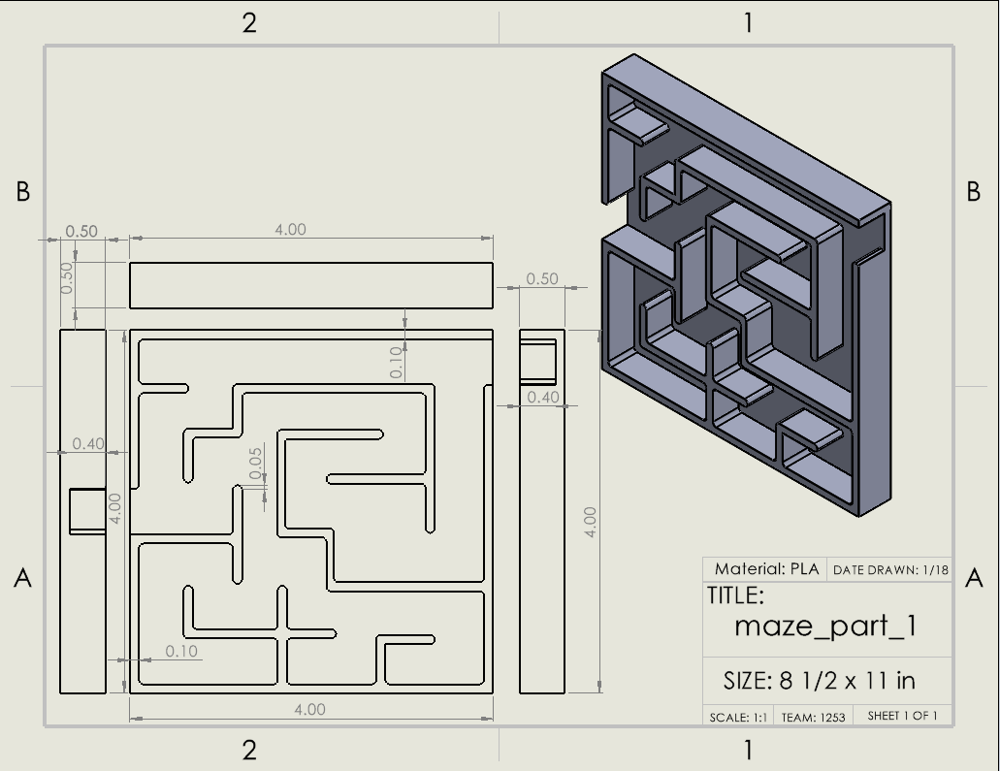 2 1
B B
0.50
4.00
0.50
0.50
0.10
0.40
0.40
0.05
4.00
4.00
0.10
4.00
A A
Material: PLA DATE DRAWN: 1/18
TITLE:
maze_part_1
SIZE: 8 1/2 x 11 in
SCALE: 1:1 TEAM: 1253 SHEET 1 OF 1
2 1